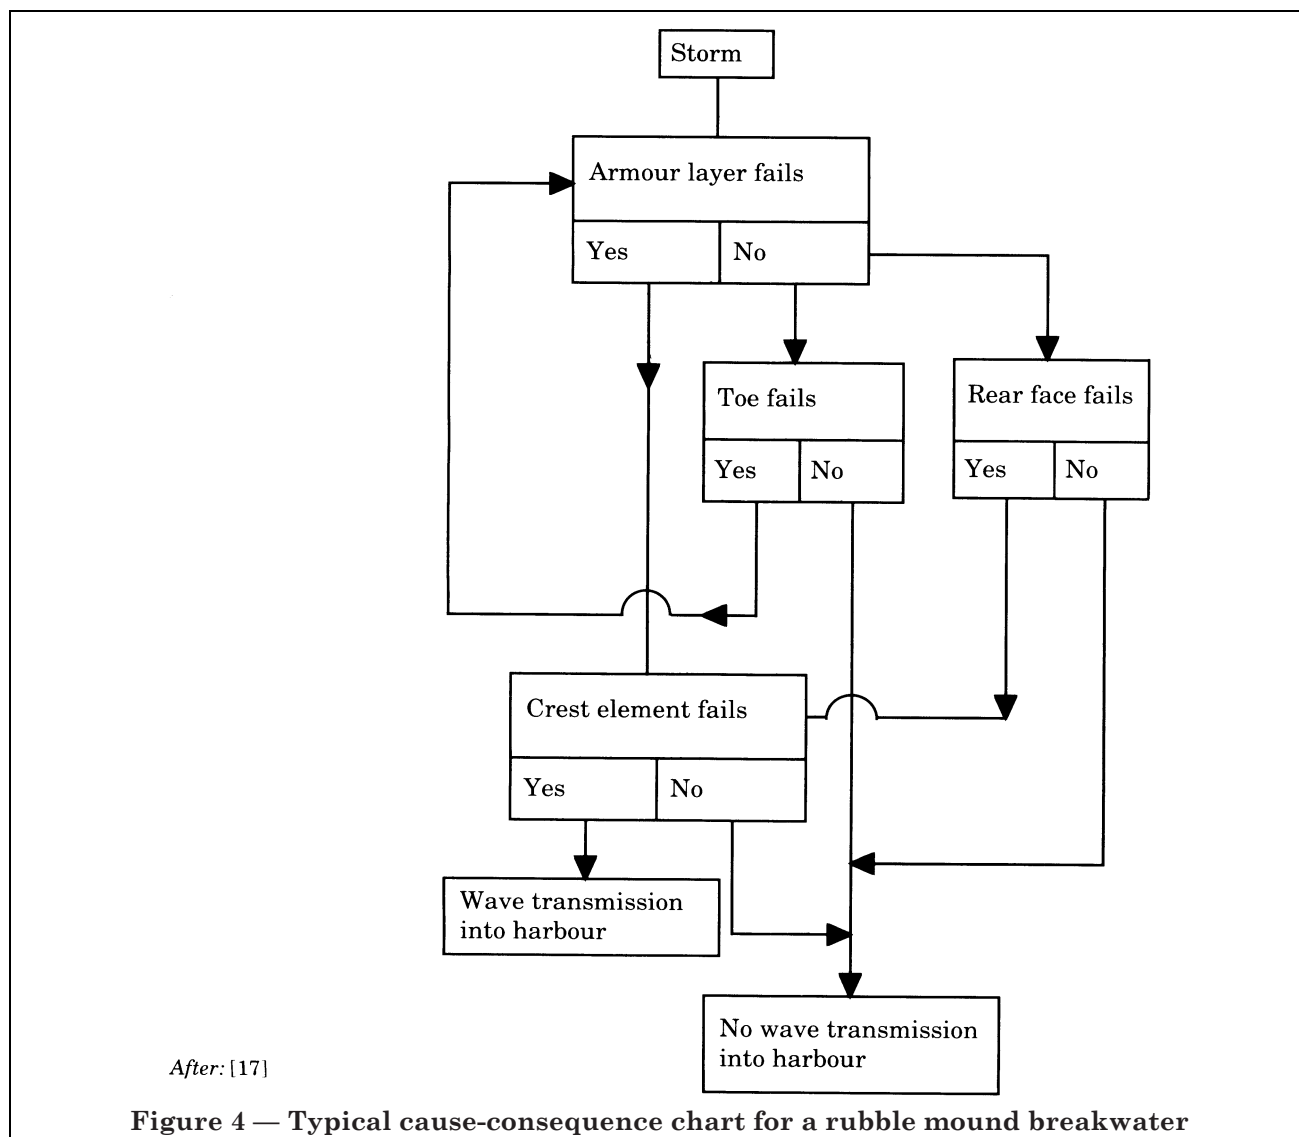 Storm
Armour layer fails
Yes
No
Toe fails
Yes
No
Rear face fails
Yes
No
Crest element fails
Yes
No
Wave transmission
into harbour
No wave transmission
into harbour
After: [17]
Figure 4 — Typical cause-consequence chart for a rubble mound breakwater